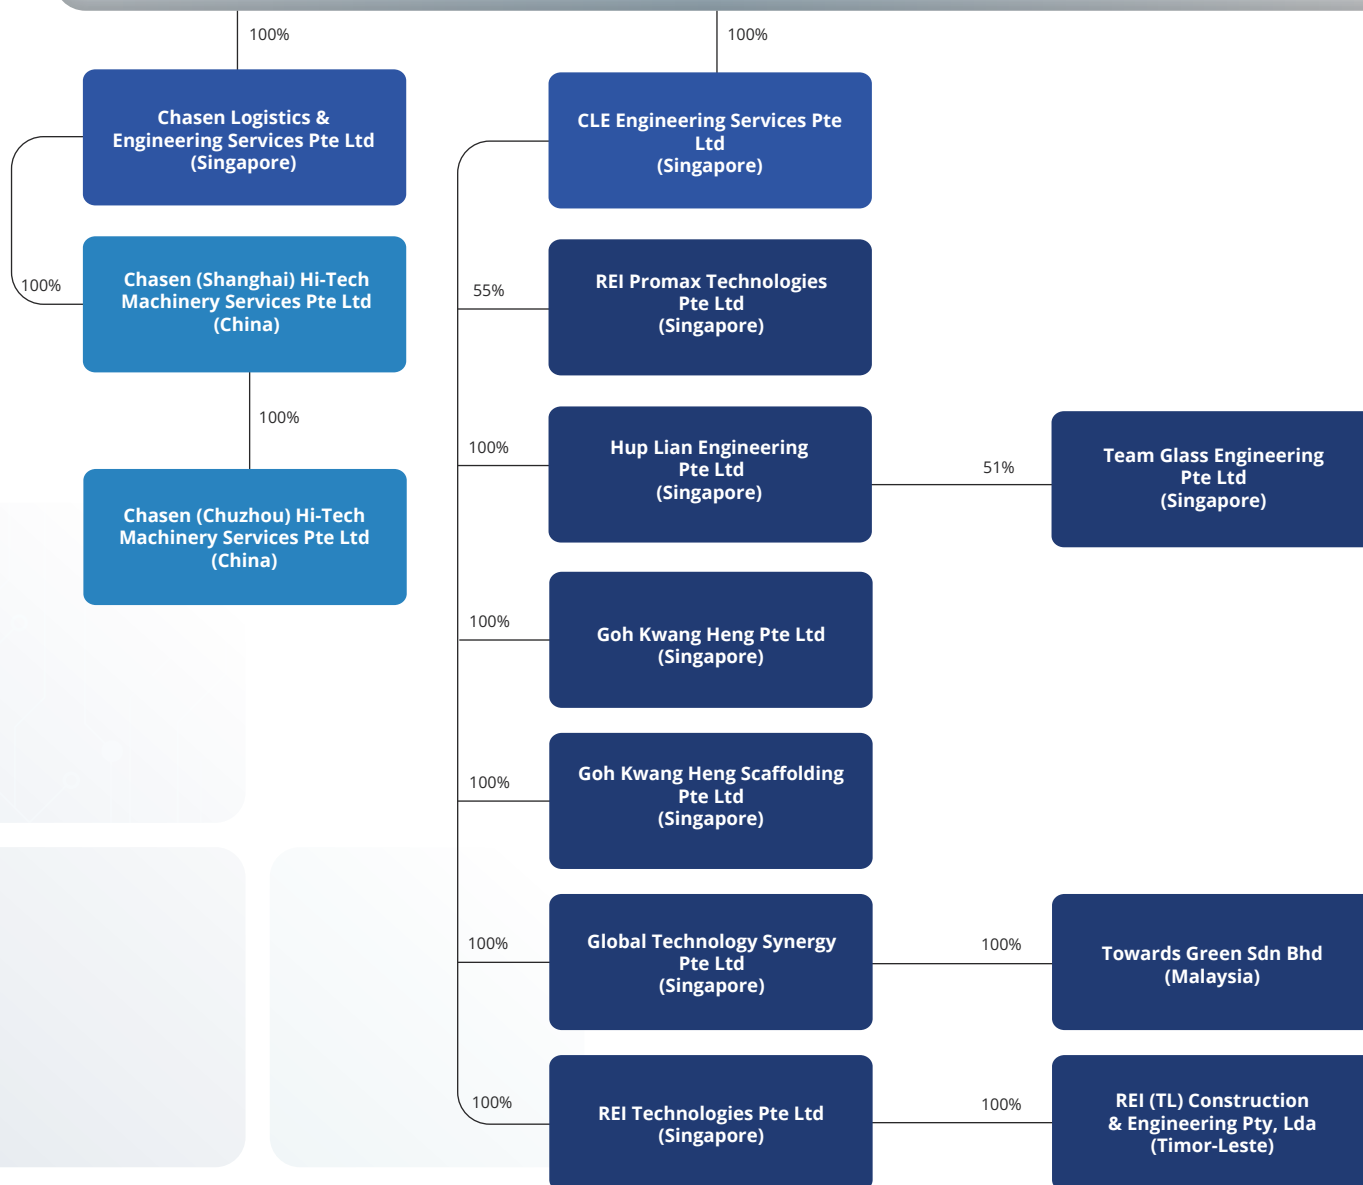 100%
Chasen Logistics &
Engineering Services Pte Ltd
(Singapore)
100%
Chasen (Shanghai) Hi-Tech
Machinery Services Pte Ltd
(China)
100%
Chasen (Chuzhou) Hi-Tech
Machinery Services Pte Ltd
(China)
100%
CLE Engineering Services Pte
Ltd
(Singapore)
55%
REI Promax Technologies
Pte Ltd
(Singapore)
100%
Hup Lian Engineering
Pte Ltd
(Singapore)
51%
Team Glass Engineering
Pte Ltd
(Singapore)
100%
Goh Kwang Heng Pte Ltd
(Singapore)
100%
Goh Kwang Heng Scaffolding
Pte Ltd
(Singapore)
100%
Global Technology Synergy
Pte Ltd
(Singapore)
100%
Towards Green Sdn Bhd
(Malaysia)
100%
REI Technologies Pte Ltd
(Singapore)
100%
REI (TL) Construction
& Engineering Pty, Lda
(Timor-Leste)